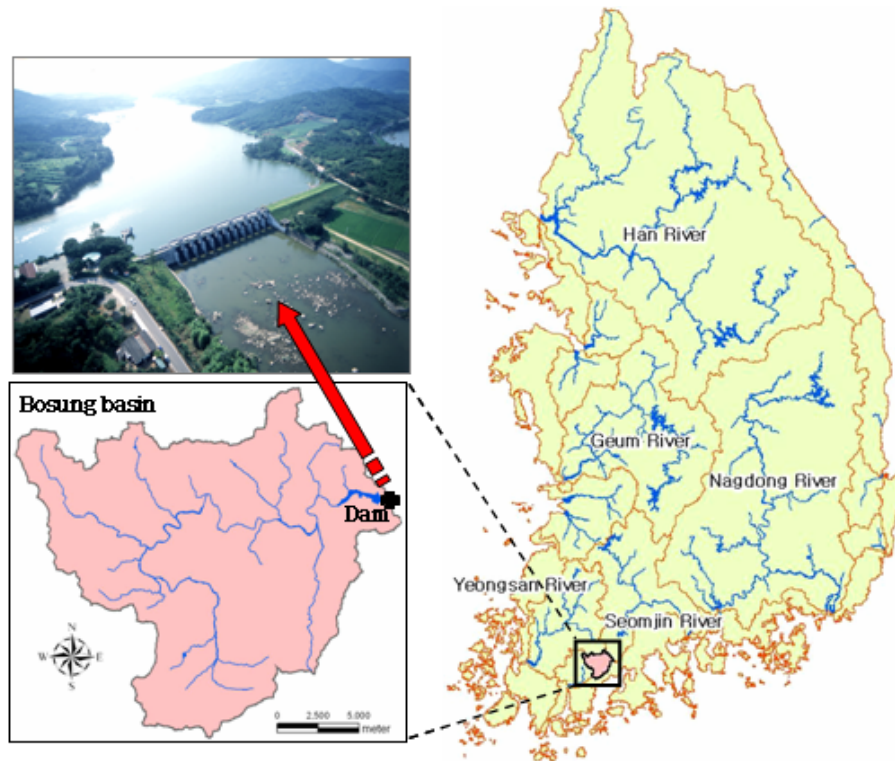 Han River
Bosung basin
Geum River
Nagdong River
Dam
Yeongsan River
Seomjin River
N
W E
S
0 2,500 5,000
meter